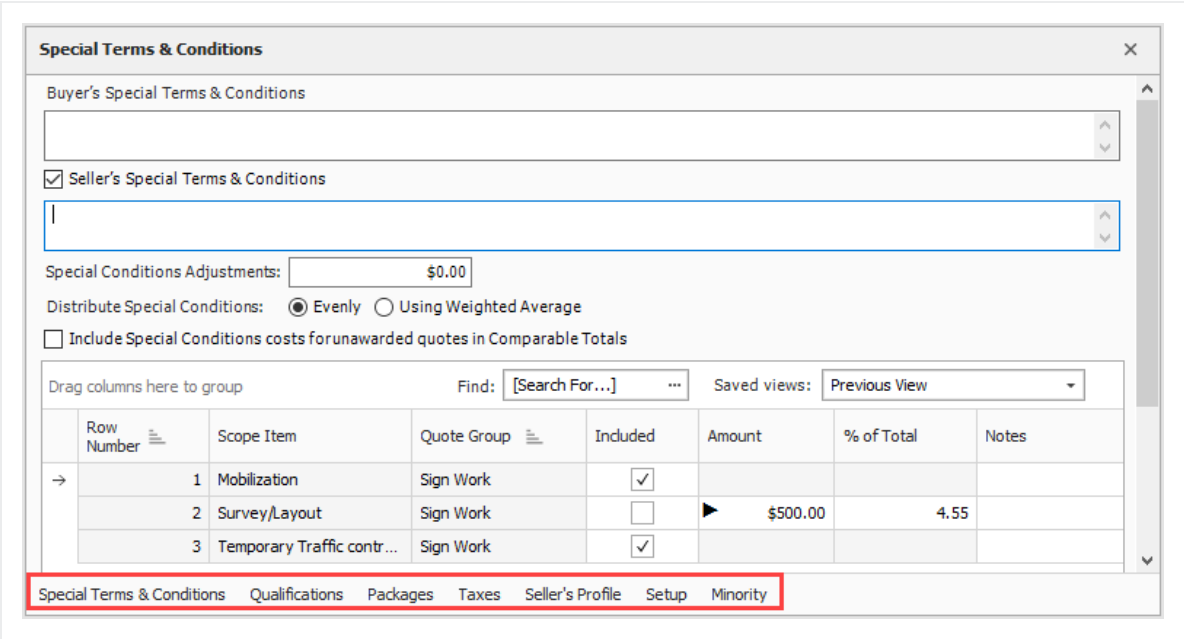 Special Terms & Conditions
Buyer's Special Terms & Conditions
Seller's Special Terms & Conditions
Special Conditions Adjustments: $0.00
Distribute Special Conditions: Evenly Using Weighted Average
Include Special Conditions costs for unawarded quotes in Comparable Totals
Drag columns here to group Find: [Search For...] ... Saved views: Previous View
Row Number Scope Item Quote Group Included Amount % of Total Notes
1 Mobilization Sign Work
2 Survey/Layout Sign Work $500.00 4.55
3 Temporary Traffic contr... Sign Work
Special Terms & Conditions Qualifications Packages Taxes Seller's Profile Setup Minority